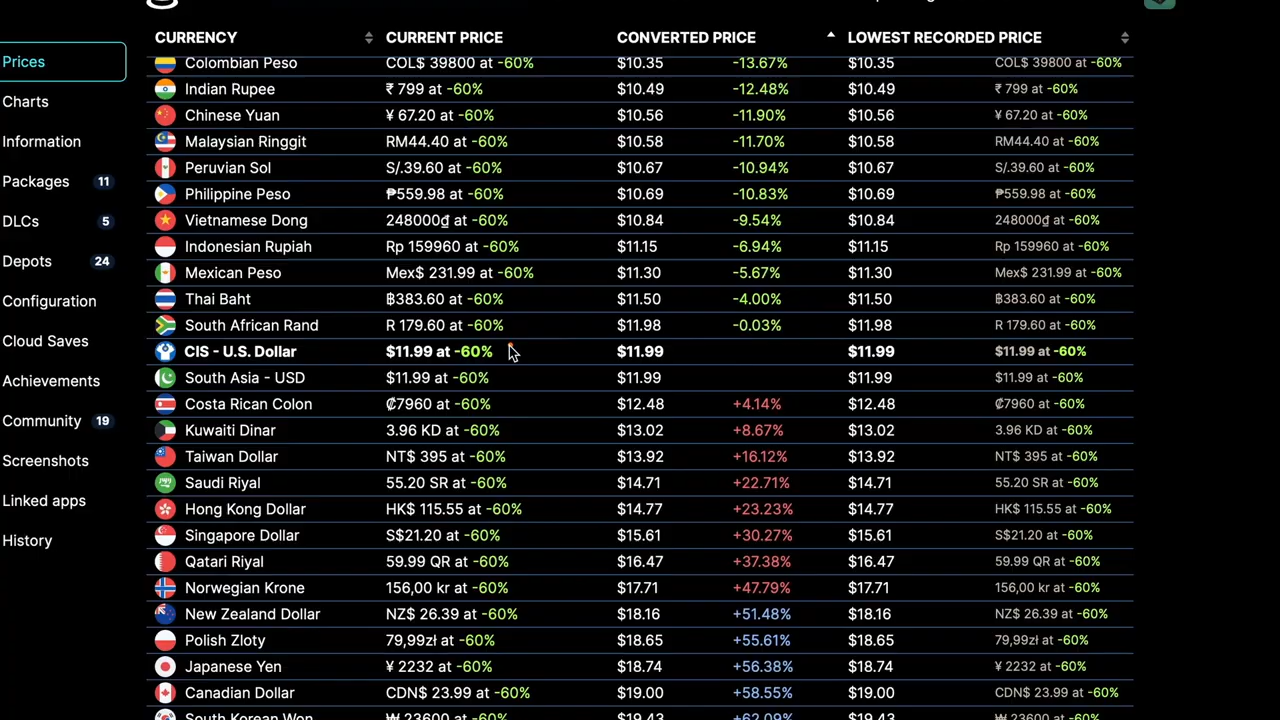 CURRENCY CURRENT PRICE CONVERTED PRICE LOWEST RECORDED PRICE
Prices
Charts
Information
Packages 11
DLCs 5
Depots 24
Configuration
Cloud Saves
Achievements
Community 19
Screenshots
Linked apps
History
Colombian Peso COL$ 39800 at -60% $10.35 -13.67% $10.35 COL$ 39800 at -60%
Indian Rupee ₹ 799 at -60% $10.49 -12.48% $10.49 ₹ 799 at -60%
Chinese Yuan ¥ 67.20 at -60% $10.56 -11.90% $10.56 ¥ 67.20 at -60%
Malaysian Ringgit RM44.40 at -60% $10.58 -11.70% $10.58 RM44.40 at -60%
Peruvian Sol S/.39.60 at -60% $10.67 -10.94% $10.67 S/.39.60 at -60%
Philippine Peso ₱559.98 at -60% $10.69 -10.83% $10.69 ₱559.98 at -60%
Vietnamese Dong 248000₫ at -60% $10.84 -9.54% $10.84 248000₫ at -60%
Indonesian Rupiah Rp 159960 at -60% $11.15 -6.94% $11.15 Rp 159960 at -60%
Mexican Peso Mex$ 231.99 at -60% $11.30 -5.67% $11.30 Mex$ 231.99 at -60%
Thai Baht ฿383.60 at -60% $11.50 -4.00% $11.50 ฿383.60 at -60%
South African Rand R 179.60 at -60% $11.98 -0.03% $11.98 R 179.60 at -60%
CIS - U.S. Dollar $11.99 at -60% $11.99 $11.99 $11.99 at -60%
South Asia - USD $11.99 at -60% $11.99 $11.99 $11.99 at -60%
Costa Rican Colon ₡7960 at -60% $12.48 +4.14% $12.48 ₡7960 at -60%
Kuwaiti Dinar 3.96 KD at -60% $13.02 +8.67% $13.02 3.96 KD at -60%
Taiwan Dollar NT$ 395 at -60% $13.92 +16.12% $13.92 NT$ 395 at -60%
Saudi Riyal 55.20 SR at -60% $14.71 +22.71% $14.71 55.20 SR at -60%
Hong Kong Dollar HK$ 115.55 at -60% $14.77 +23.23% $14.77 HK$ 115.55 at -60%
Singapore Dollar S$21.20 at -60% $15.61 +30.27% $15.61 S$21.20 at -60%
Qatari Riyal 59.99 QR at -60% $16.47 +37.38% $16.47 59.99 QR at -60%
Norwegian Krone 156,00 kr at -60% $17.71 +47.79% $17.71 156,00 kr at -60%
New Zealand Dollar NZ$ 26.39 at -60% $18.16 +51.48% $18.16 NZ$ 26.39 at -60%
Polish Zloty 79,99zł at -60% $18.65 +55.61% $18.65 79,99zł at -60%
Japanese Yen ¥ 2232 at -60% $18.74 +56.38% $18.74 ¥ 2232 at -60%
Canadian Dollar CDN$ 23.99 at -60% $19.00 +58.55% $19.00 CDN$ 23.99 at -60%
South Korean Won ₩ 23600 at -60% $19.43 +62.09% $19.43 ₩ 23600 at -60%